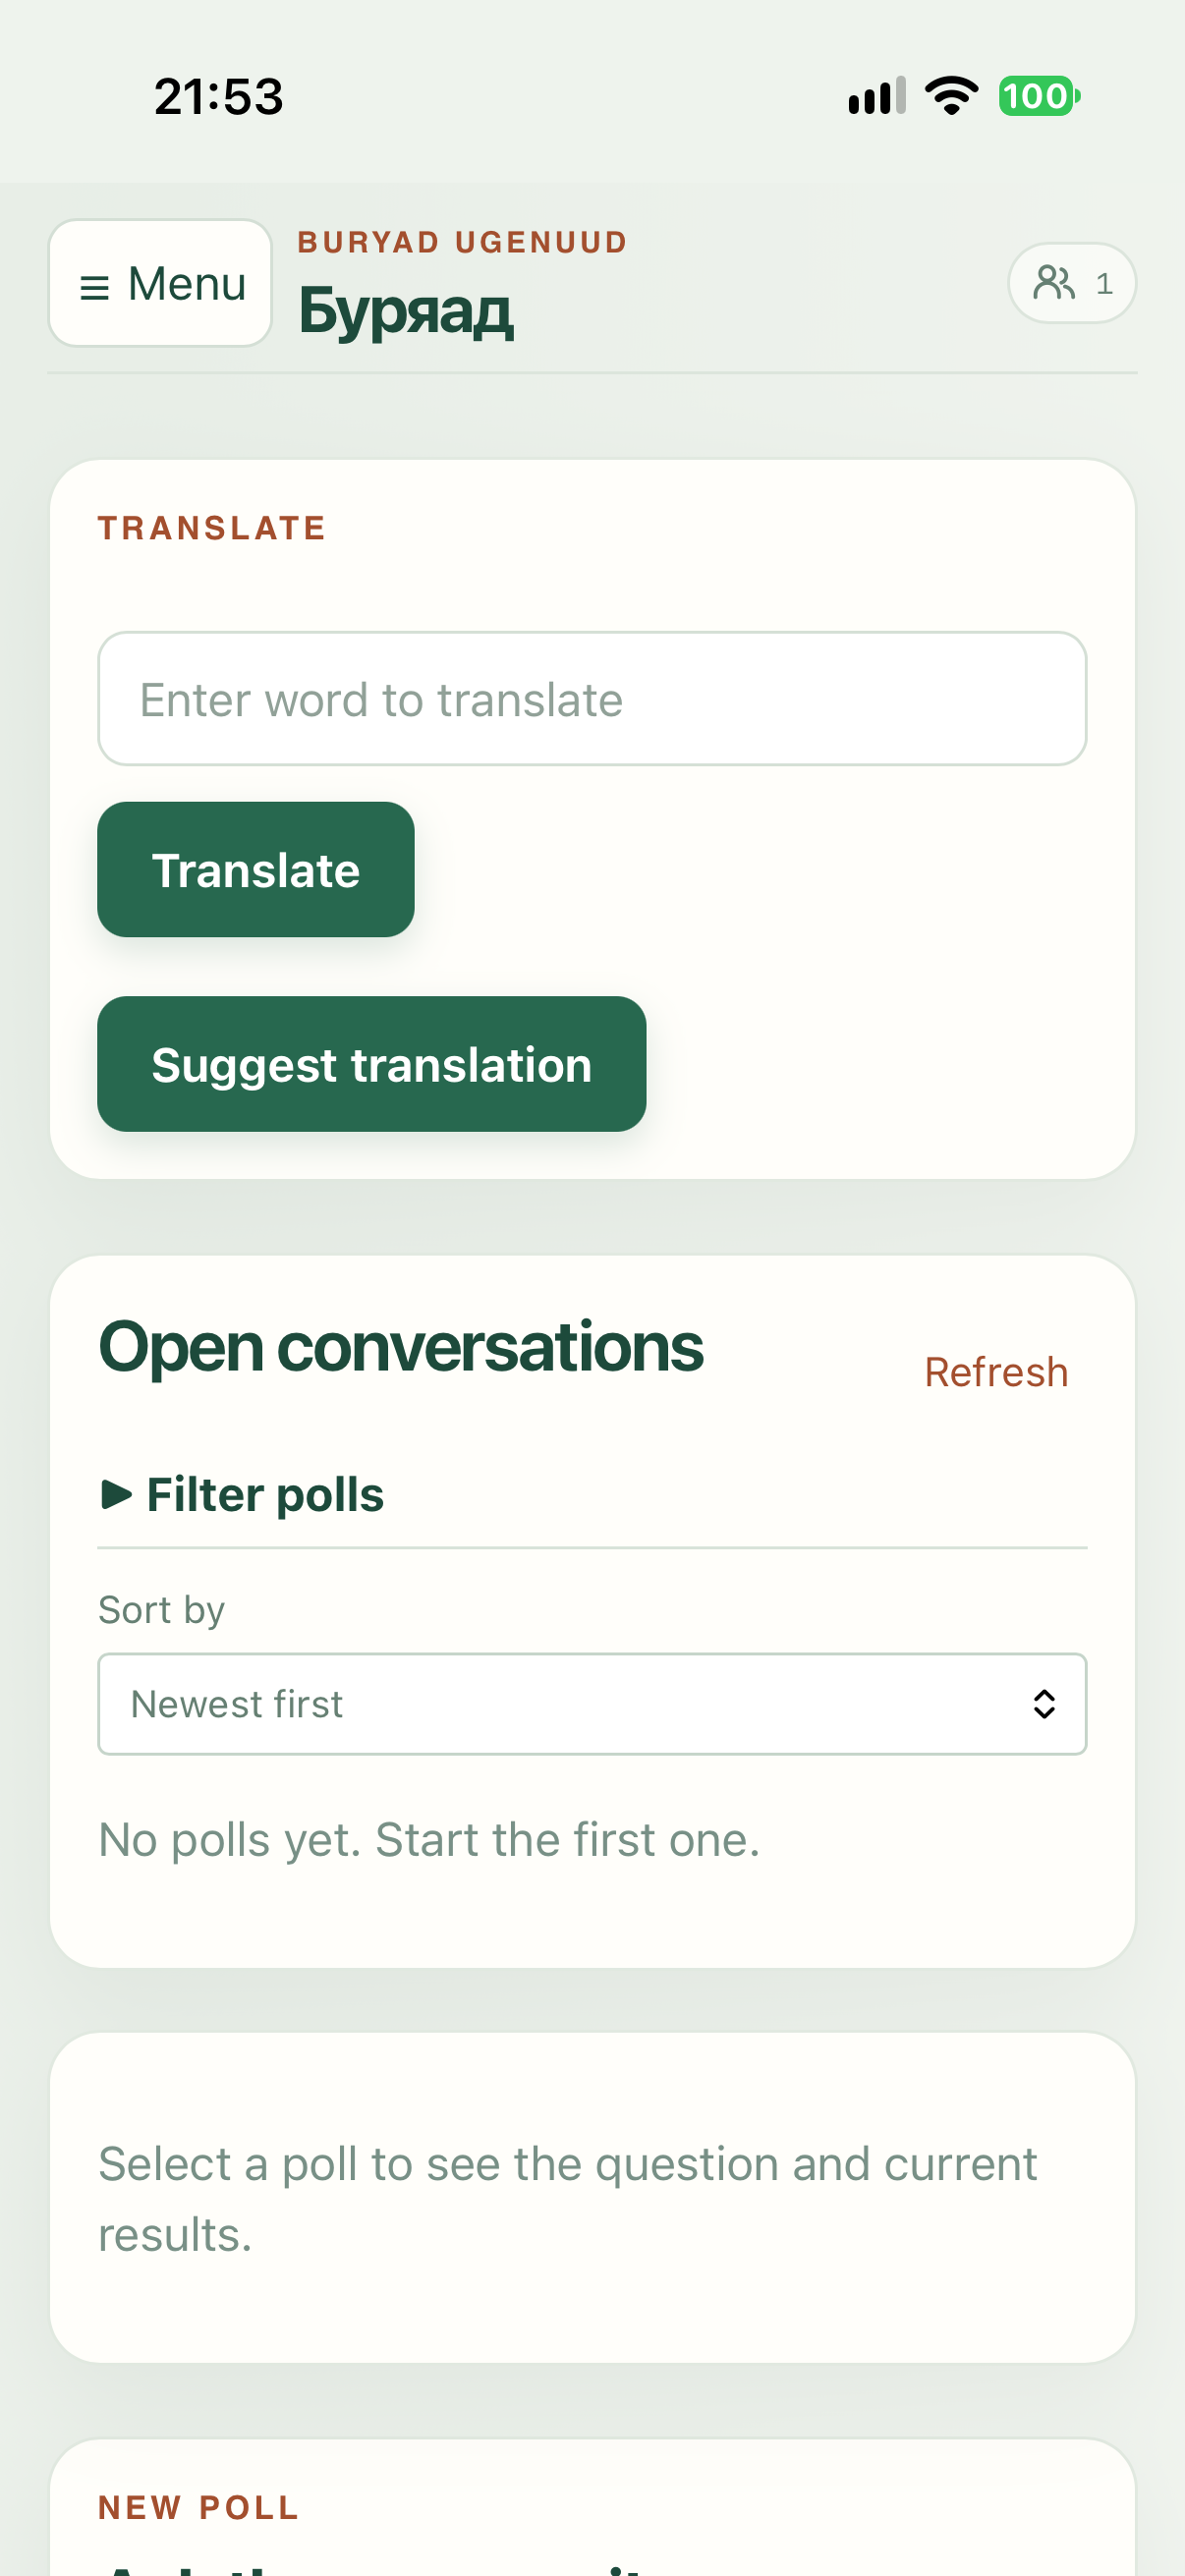 21:53
100
≡ Menu
BURYAD UGENUUD
Буряад
1
TRANSLATE
Enter word to translate
Translate
Suggest translation
Open conversations
Refresh
Filter polls
Sort by
Newest first
No polls yet. Start the first one.
Select a poll to see the question and current
results.
NEW POLL